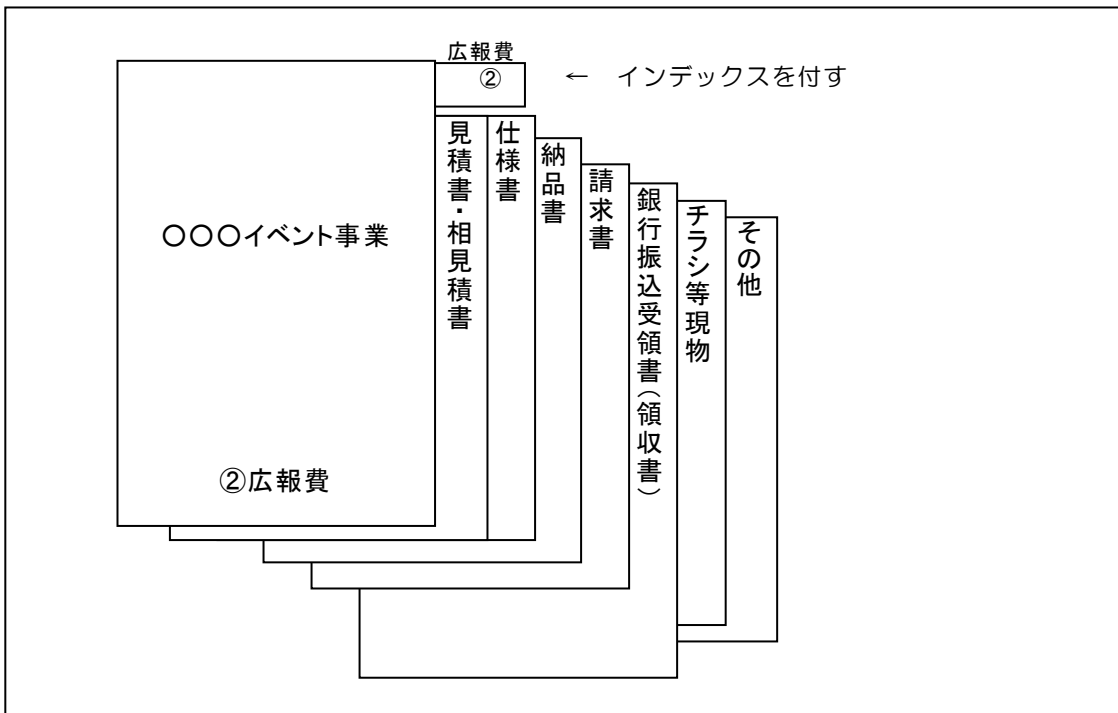 広報費
②
← インデックスを付す
見積書・相見積書
仕様書
納品書
請求書
銀行振込受領書(領収書)
チラシ等現物
その他
〇〇〇イベント事業
②広報費